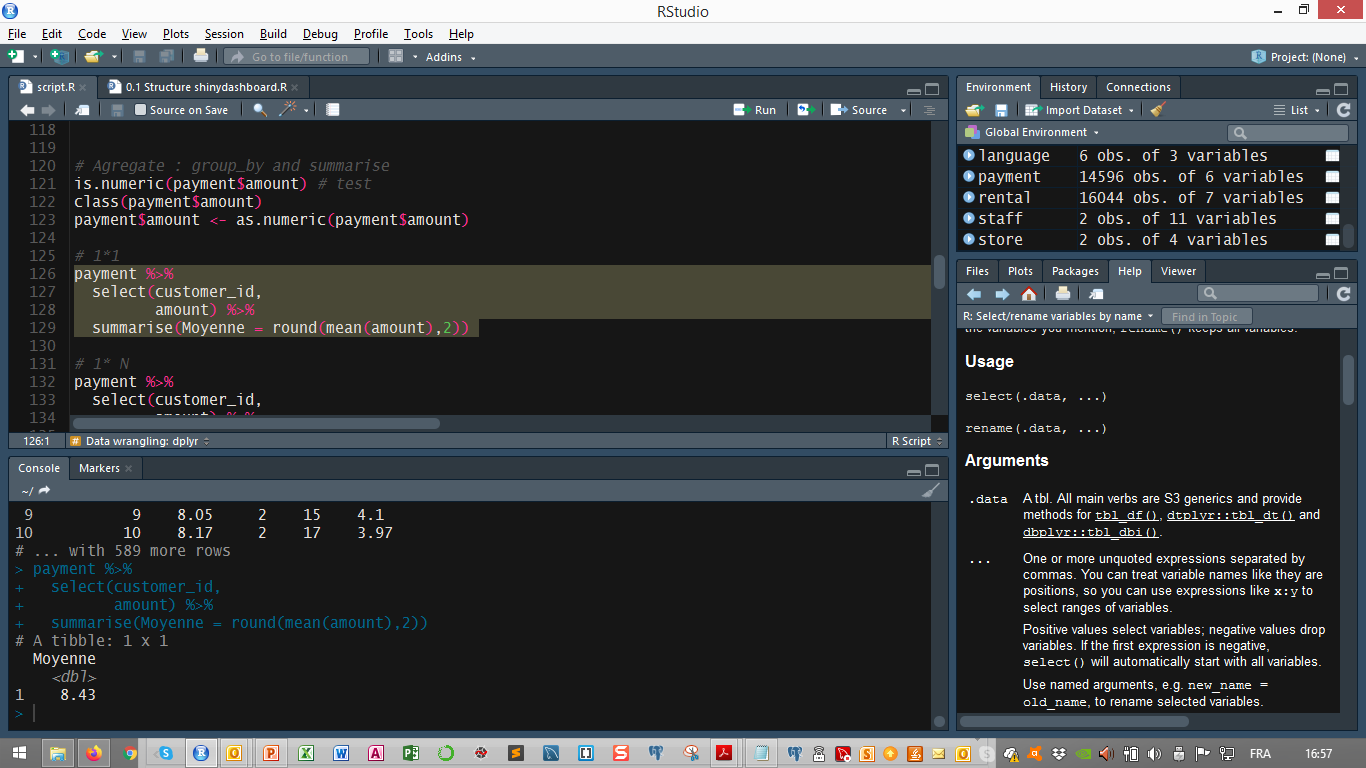 RStudio
File Edit Code View Plots Session Build Debug Profile Tools Help
Go to file/function Addins Project: (None)
script.R 0.1 Structure shinydashboard.R
Source on Save Run Source
118
119
120 # Agregate : group_by and summarise
121 is.numeric(payment$amount) # test
122 class(payment$amount)
123 payment$amount <- as.numeric(payment$amount)
124
125 # 1*1
126 payment %>%
127 select(customer_id,
128 amount) %>%
129 summarise(Moyenne = round(mean(amount),2))
130
131 # 1* N
132 payment %>%
133 select(customer_id,
134 amount) %>%
126:1 # Data wrangling: dplyr R Script
Console Markers
~/
9 9 8.05 2 15 4.1
10 10 8.17 2 17 3.97
# ... with 589 more rows
> payment %>%
+ select(customer_id,
+ amount) %>%
+ summarise(Moyenne = round(mean(amount),2))
# A tibble: 1 x 1
Moyenne
<dbl>
1 8.43
>
Environment History Connections
Import Dataset List
Global Environment
language 6 obs. of 3 variables
payment 14596 obs. of 6 variables
rental 16044 obs. of 7 variables
staff 2 obs. of 11 variables
store 2 obs. of 4 variables
Files Plots Packages Help Viewer
R: Select/rename variables by name Find in Topic
the variables you mention; rename() keeps all variables.
Usage
select(.data, ...)
rename(.data, ...)
Arguments
.data A tbl. All main verbs are S3 generics and provide
methods for tbl_df(), dtplyr::tbl_dt() and
dbplyr::tbl_dbi().
... One or more unquoted expressions separated by
commas. You can treat variable names like they are
positions, so you can use expressions like x:y to
select ranges of variables.
Positive values select variables; negative values drop
variables. If the first expression is negative,
select() will automatically start with all variables.
Use named arguments, e.g. new_name =
old_name, to rename selected variables.
FRA 16:57